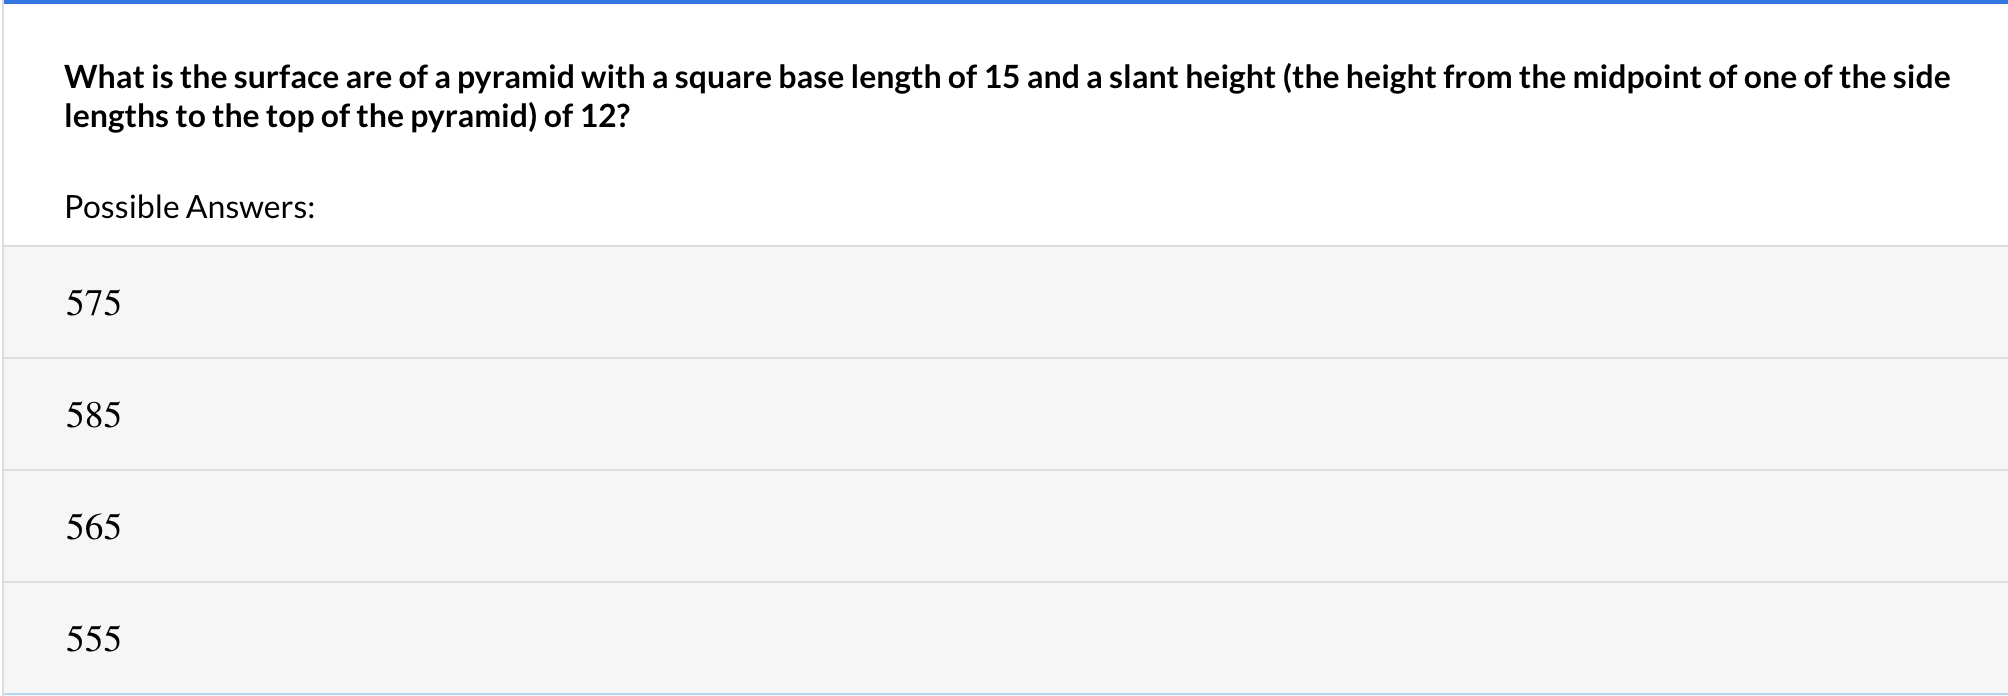 What is the surface are of a pyramid with a square base length of 15 and a slant height (the height from the midpoint of one of the side
lengths to the top of the pyramid) of 12?
Possible Answers:
575
585
565
555